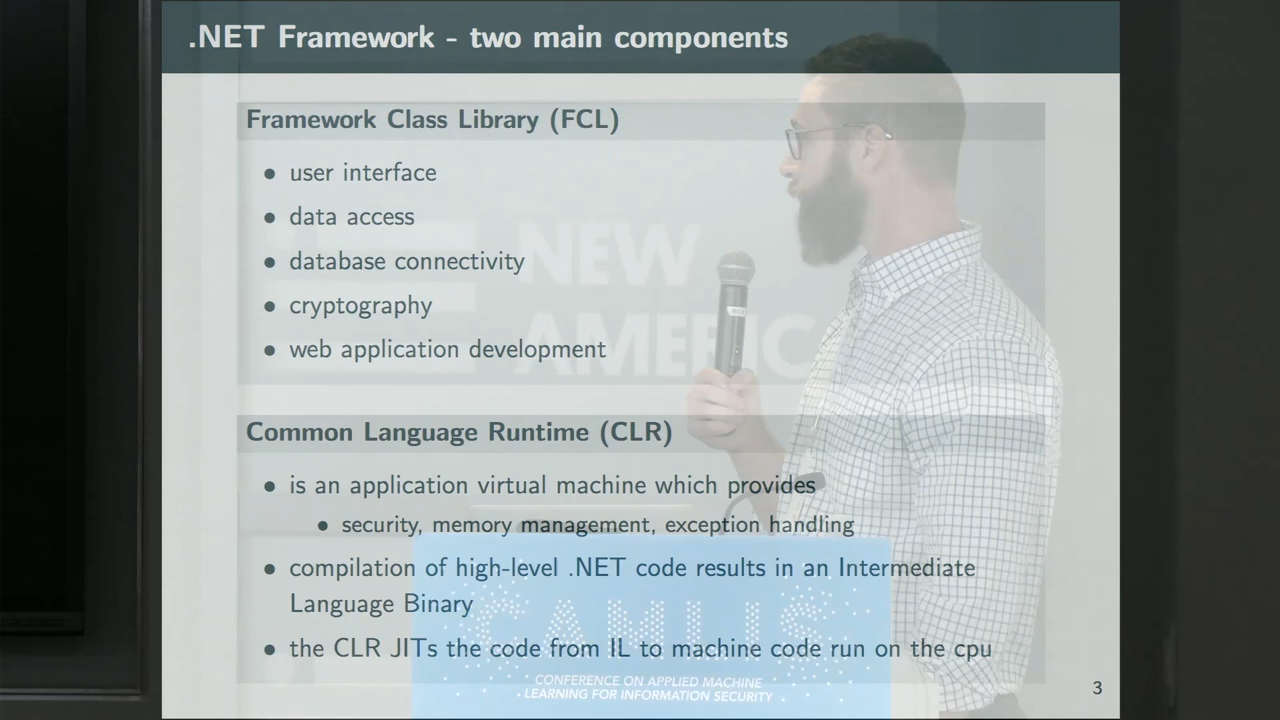 .NET Framework - two main components
Framework Class Library (FCL)
● user interface
● data access
● database connectivity
● cryptography
● web application development
NEW
AMERIC
Common Language Runtime (CLR)
● is an application virtual machine which provides
● security, memory management, exception handling
● compilation of high-level .NET code results in an Intermediate
Language Binary
● the CLR JITs the code from IL to machine code run on the cpu
CAMLIS
CONFERENCE ON APPLIED MACHINE
LEARNING FOR INFORMATION SECURITY
3